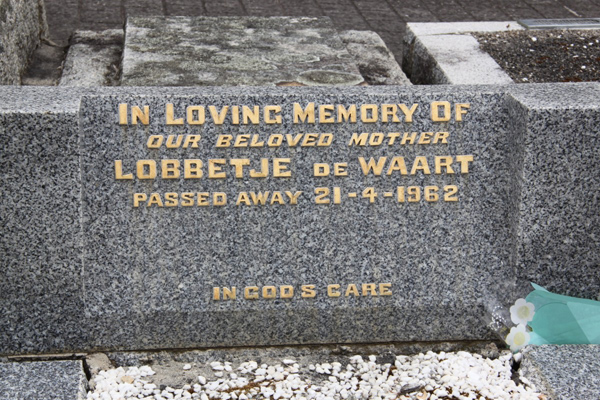 In Loving Memory Of
OUR BELOVED MOTHER
LOBBETJE DE WAART
PASSED AWAY 21-4-1962
IN GOD'S CARE